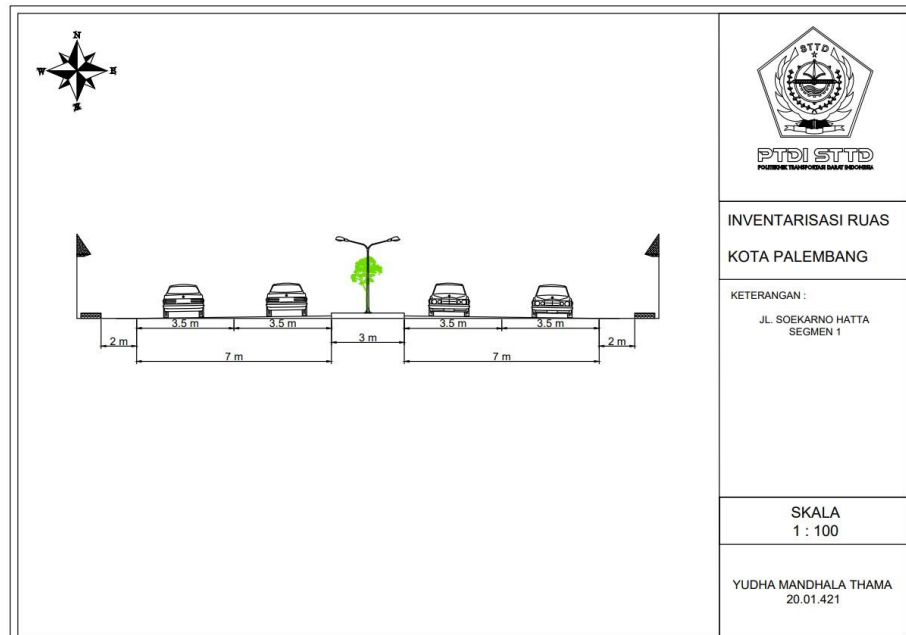 N
W
E
STTD
PTDI STTD
POLITEKNIK TRANSPORTASI DARAT INDONESIA
INVENTARISASI RUAS
KOTA PALEMBANG
KETERANGAN :
JL. SOEKARNO HATTA
SEGMEN 1
3.5 m 3.5 m 3.5 m 3.5 m
2 m 3 m 2 m
7 m 7 m
SKALA
1 : 100
YUDHA MANDHALA THAMA
20.01.421